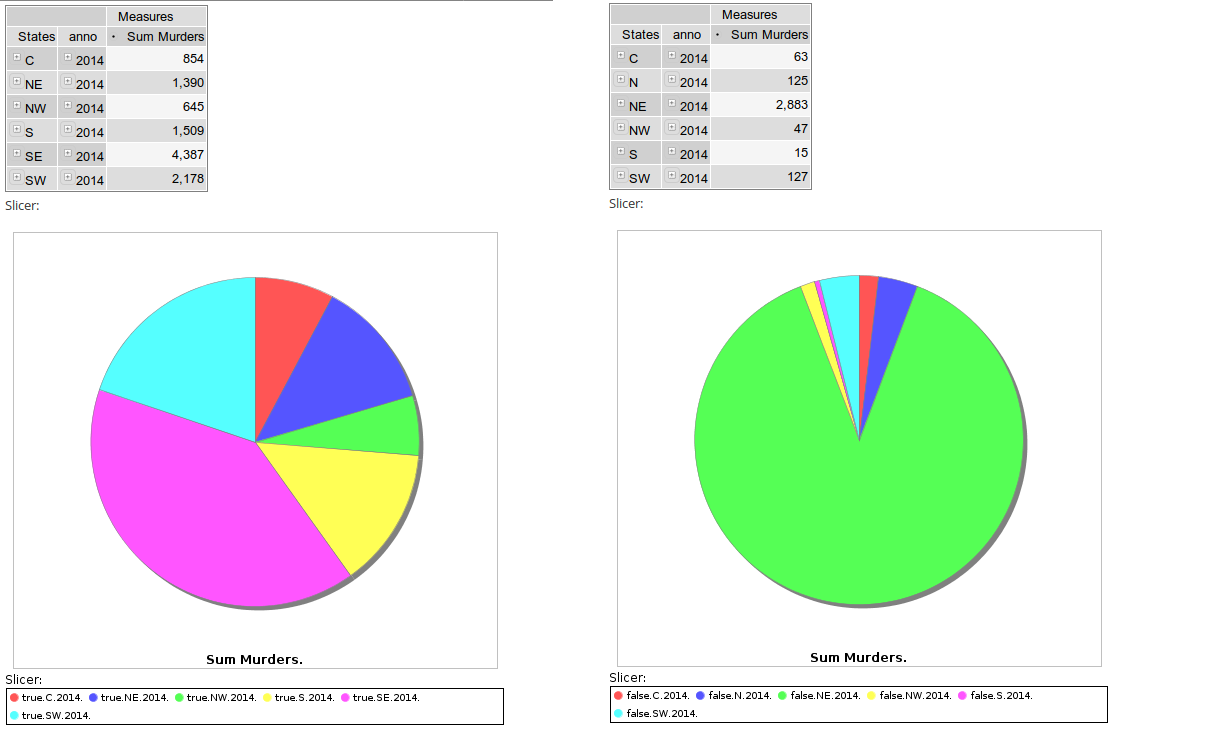 Measures
States anno · Sum Murders
C 2014 854
NE 2014 1,390
NW 2014 645
S 2014 1,509
SE 2014 4,387
SW 2014 2,178
Slicer:
Sum Murders.
Slicer:
true.C.2014. true.NE.2014. true.NW.2014. true.S.2014. true.SE.2014.
true.SW.2014.
Measures
States anno · Sum Murders
C 2014 63
N 2014 125
NE 2014 2,883
NW 2014 47
S 2014 15
SW 2014 127
Slicer:
Sum Murders.
Slicer:
false.C.2014. false.N.2014. false.NE.2014. false.NW.2014. false.S.2014.
false.SW.2014.